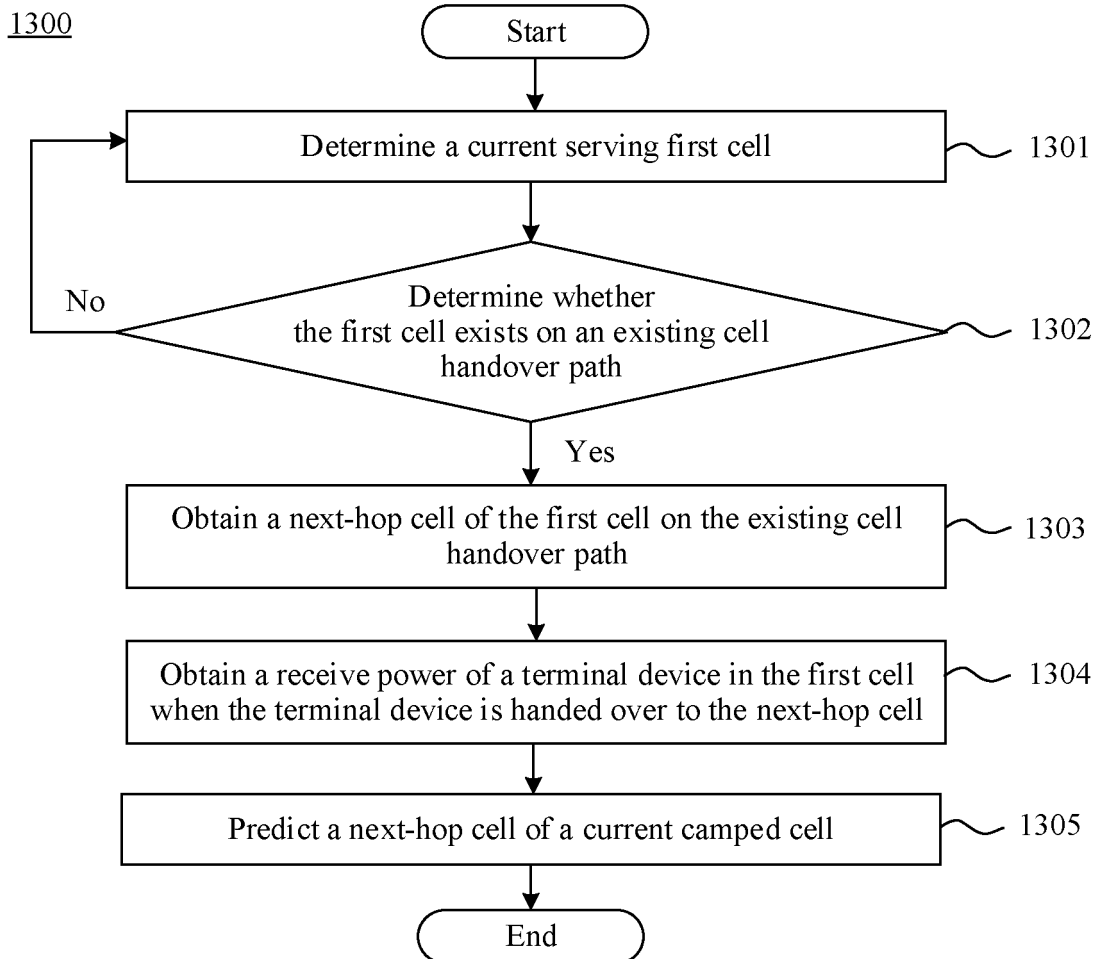 1300
Start
Determine a current serving first cell
1301
No
Determine whether
the first cell exists on an existing cell
handover path
1302
Yes
Obtain a next-hop cell of the first cell on the existing cell
handover path
1303
Obtain a receive power of a terminal device in the first cell
when the terminal device is handed over to the next-hop cell
1304
Predict a next-hop cell of a current camped cell
1305
End